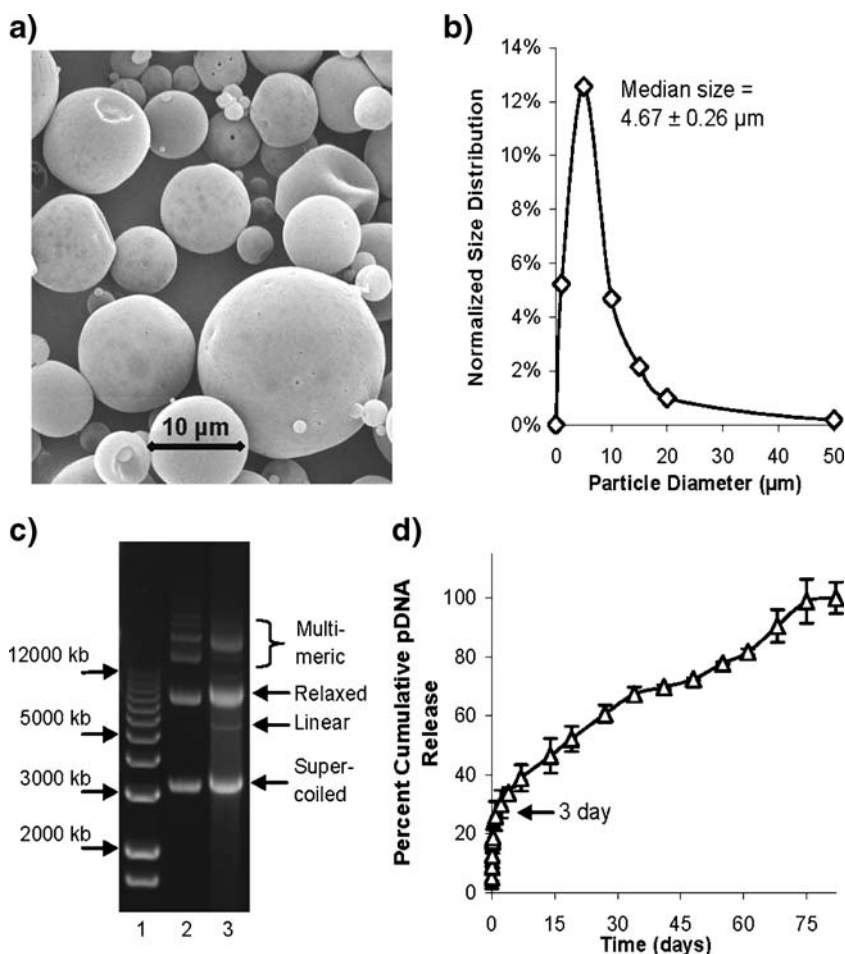 a)
10 µm
b)
14%
12%
10%
8%
6%
4%
2%
0%
Normalized Size Distribution
Median size =
4.67 ± 0.26 µm
0
10
20
30
40
50
Particle Diameter (µm)
c)
12000 kb
5000 kb
3000 kb
2000 kb
Multi-
meric
Relaxed
Linear
Super-
coiled
1
2
3
d)
Percent Cumulative pDNA
Release
100
80
60
40
20
0
3 day
0
15
30
45
60
75
Time (days)